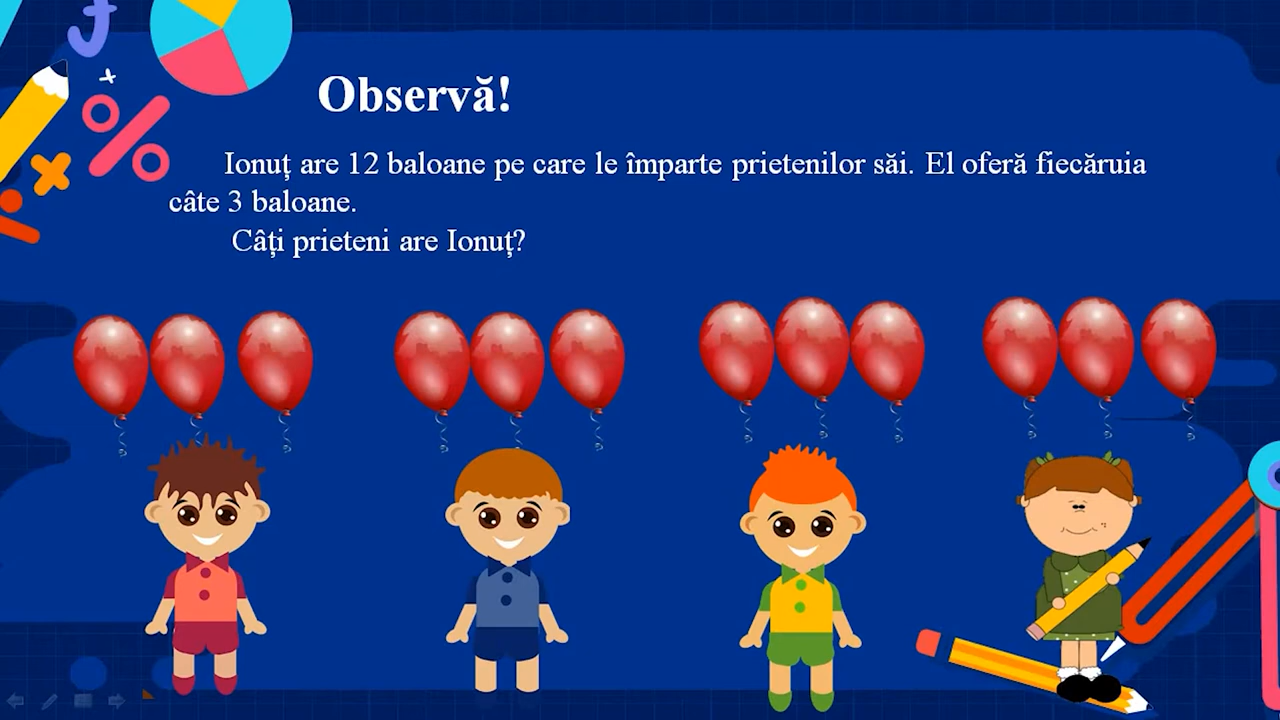 Observă!
Ionuț are 12 baloane pe care le împarte prietenilor săi. El oferă fiecăruia
câte 3 baloane.
Câți prieteni are Ionuț?